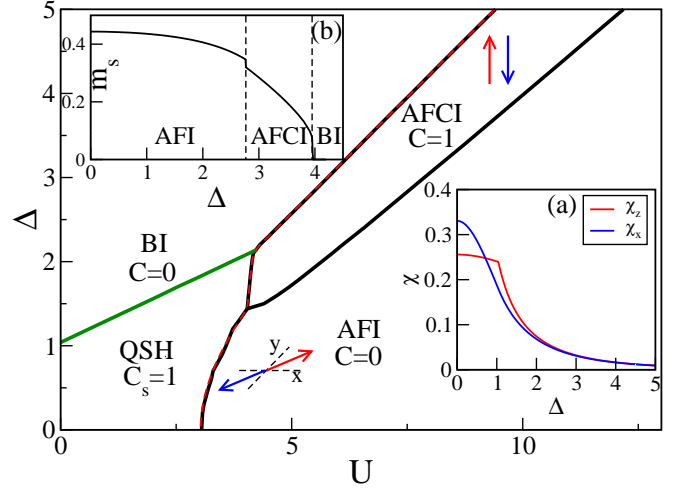 5
4
3
2
1
0
Δ
0
5
10
U
(b)
0.4
0.2
0
m_s
AFI
AFCI
BI
0
1
2
3
4
Δ
AFCI
C=1
BI
C=0
QSH
C_s=1
AFI
C=0
y
x
(a)
χ_z
χ_x
0.4
0.3
0.2
0.1
0
χ
0
1
2
3
4
5
Δ